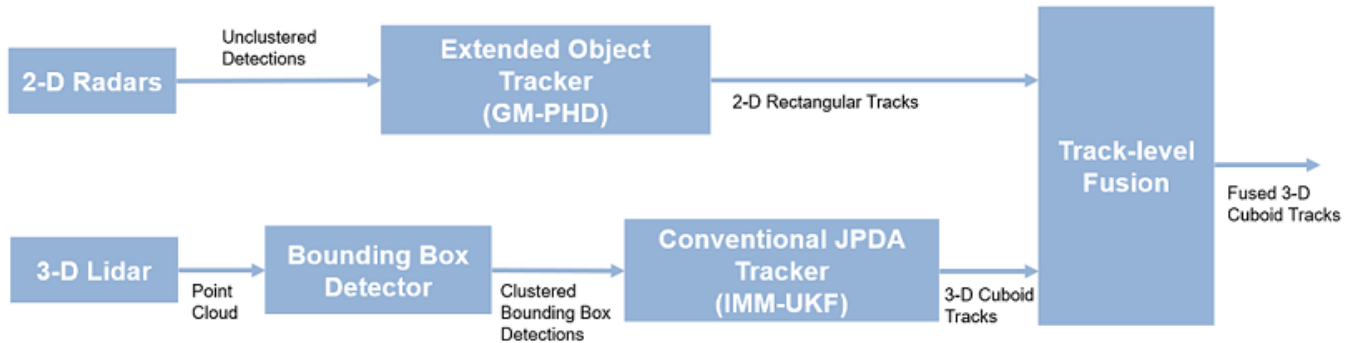 Unclustered
Detections
2-D Radars
Extended Object
Tracker
(GM-PHD)
2-D Rectangular Tracks
Track-level
Fusion
Fused 3-D
Cuboid Tracks
3-D Lidar
Point
Cloud
Bounding Box
Detector
Clustered
Bounding Box
Detections
Conventional JPDA
Tracker
(IMM-UKF)
3-D Cuboid
Tracks